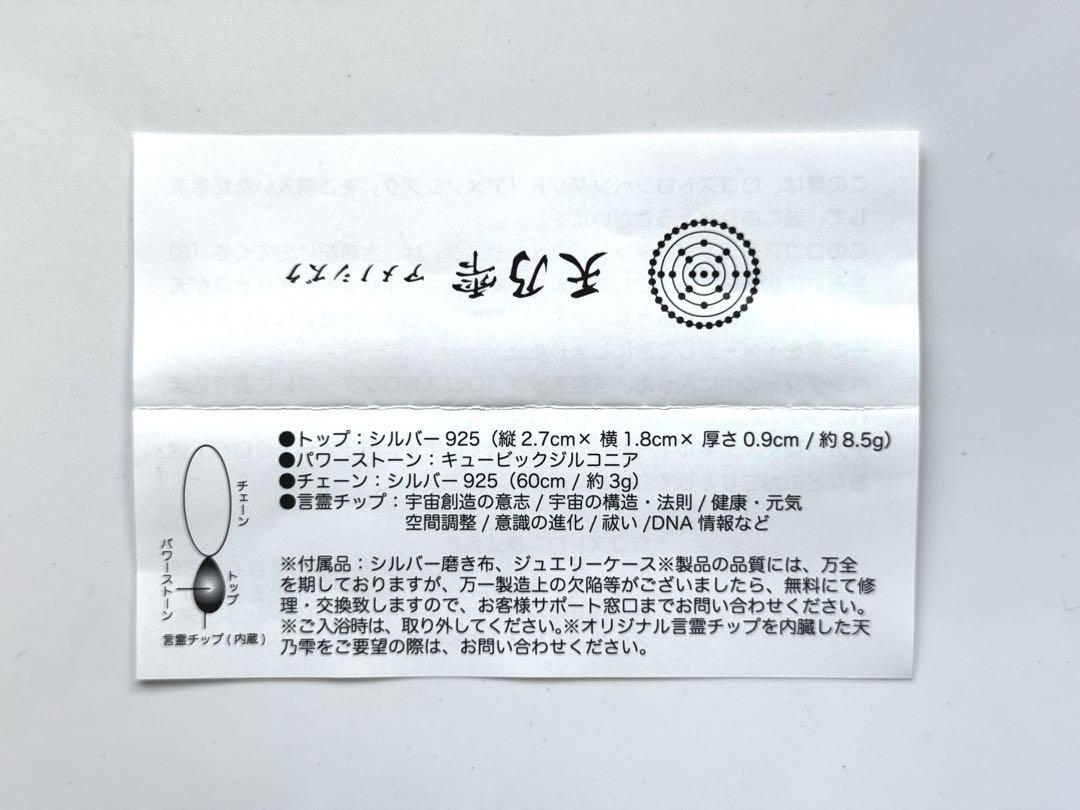 天乃雫 アメノシズク
●トップ：シルバー925（縦2.7cm× 横1.8cm× 厚さ0.9cm / 約8.5g）
●パワーストーン：キュービックジルコニア
●チェーン：シルバー925（60cm / 約3g）
●言霊チップ：宇宙創造の意志 / 宇宙の構造・法則 / 健康・元気
空間調整 / 意識の進化 / 祓い /DNA情報など
チェーン
パワーストーン
トップ
言霊チップ(内蔵)
※付属品：シルバー磨き布、ジュエリーケース※製品の品質には、万全
を期しておりますが、万一製造上の欠陥等がございましたら、無料にて修
理・交換致しますので、お客様サポート窓口までお問い合わせください。
※ご入浴時は、取り外してください。※オリジナル言霊チップを内臓した天
乃雫をご要望の際は、お問い合わせください。